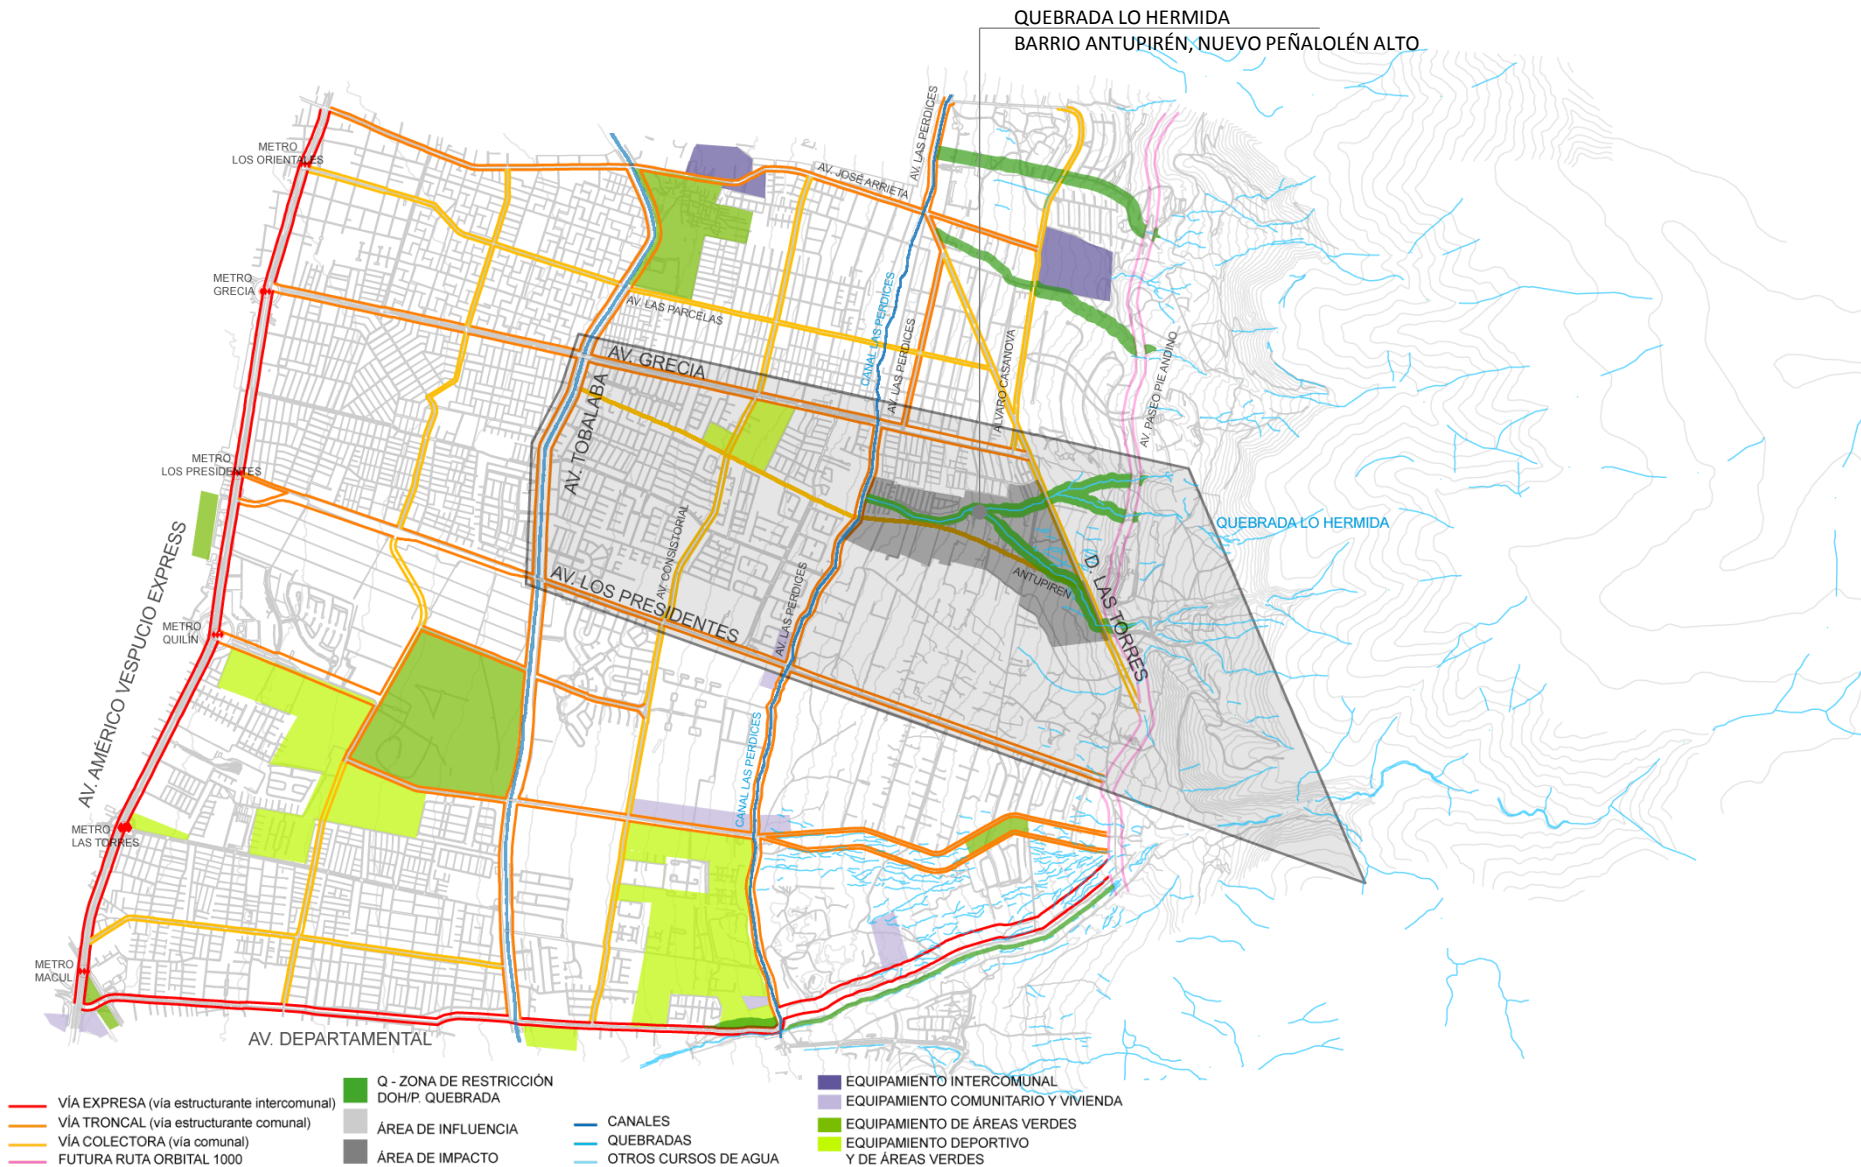 QUEBRADA LO HERMIDA
BARRIO ANTUPIRÉN, NUEVO PEÑALOLÉN ALTO
METRO
LOS ORIENTALES
AV. JOSÉ ARRIETA
AV. LAS PERDICES
METRO
GRECIA
AV. LAS PARCELAS
CANAL LAS PERDICES
AV. LAS PERDICES
ALVARO CASANOVA
AV. PASEO PIE ANDINO
AV. GRECIA
AV. TOBALABA
METRO
LOS PRESIDENTES
QUEBRADA LO HERMIDA
AV. CONSISTORIAL
AV. LOS PRESIDENTES
AV. LAS PERDICES
ANTUPIREN
D. LAS TORRES
METRO
QUILÍN
AV. AMÉRICO VESPUCIO EXPRESS
CANAL LAS PERDICES
METRO
LAS TORRES
METRO
MACUL
AV. DEPARTAMENTAL
VÍA EXPRESA (vía estructurante intercomunal)
VÍA TRONCAL (vía estructurante comunal)
VÍA COLECTORA (vía comunal)
FUTURA RUTA ORBITAL 1000
Q - ZONA DE RESTRICCIÓN
DOH/P. QUEBRADA
ÁREA DE INFLUENCIA
ÁREA DE IMPACTO
CANALES
QUEBRADAS
OTROS CURSOS DE AGUA
EQUIPAMIENTO INTERCOMUNAL
EQUIPAMIENTO COMUNITARIO Y VIVIENDA
EQUIPAMIENTO DE ÁREAS VERDES
EQUIPAMIENTO DEPORTIVO
Y DE ÁREAS VERDES